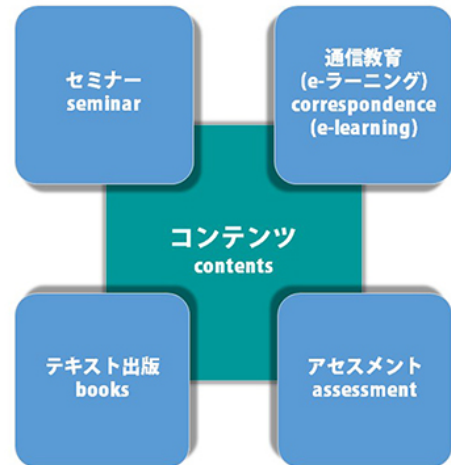 セミナー
seminar
通信教育
(e-ラーニング)
correspondence
(e-learning)
コンテンツ
contents
テキスト出版
books
アセスメント
assessment